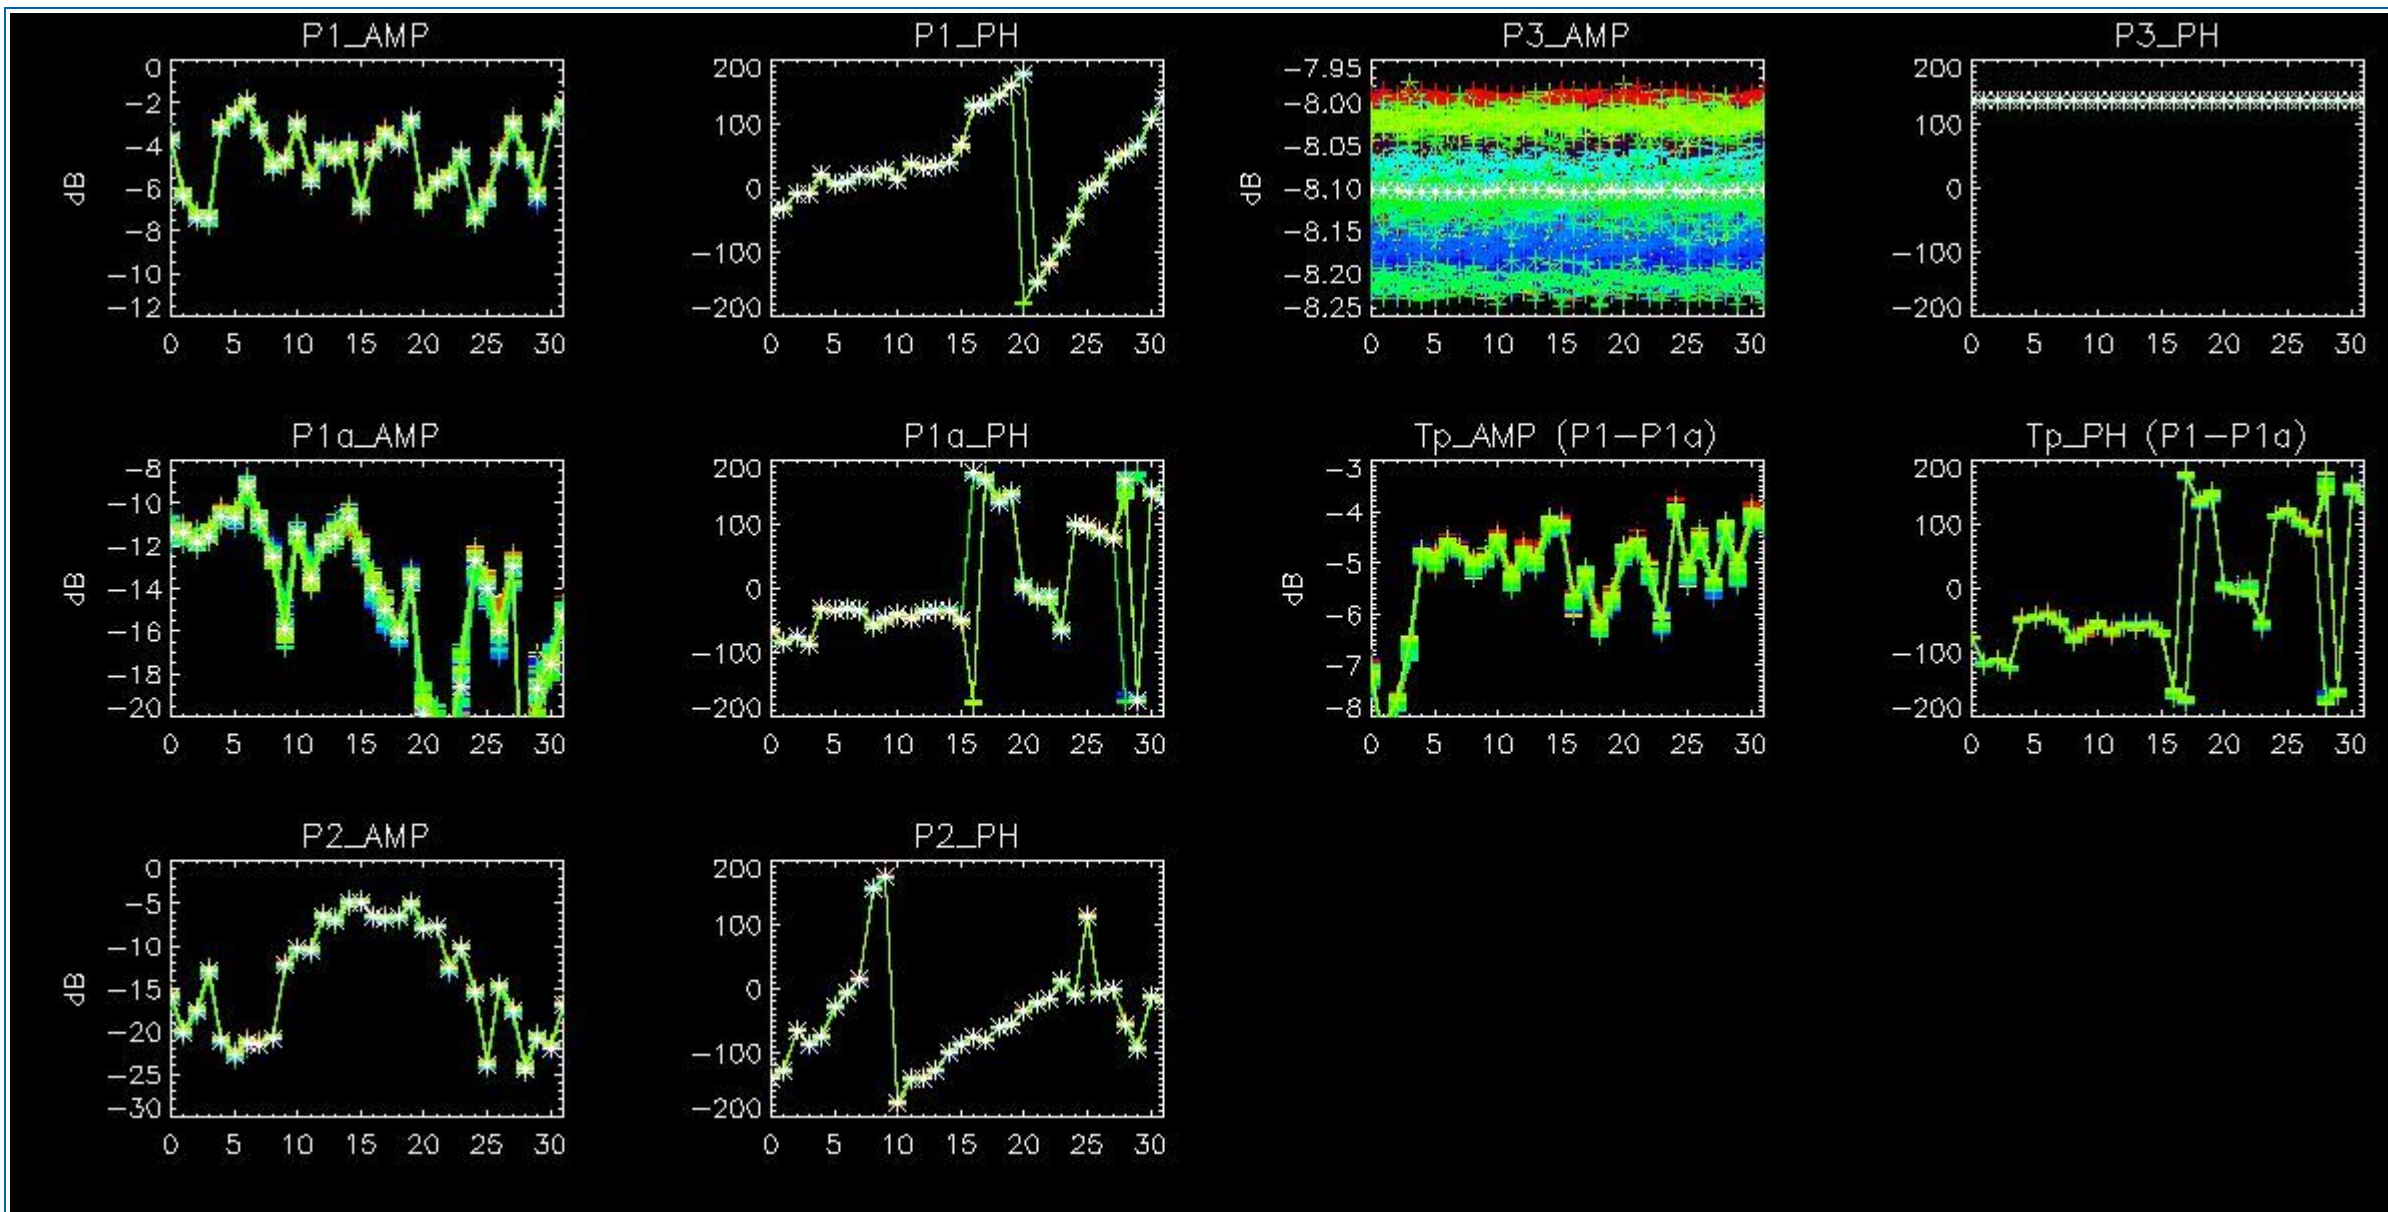 P1_AMP
0
−2
−4
−6
−8
−10
−12
dB
0 5 10 15 20 25 30
P1_PH
200
100
0
−100
−200
0 5 10 15 20 25 30
P3_AMP
−7.95
−8.00
−8.05
−8.10
−8.15
−8.20
−8.25
dB
0 5 10 15 20 25 30
P3_PH
200
100
0
−100
−200
0 5 10 15 20 25 30
P1a_AMP
−8
−10
−12
−14
−16
−18
−20
dB
0 5 10 15 20 25 30
P1a_PH
200
100
0
−100
−200
0 5 10 15 20 25 30
Tp_AMP (P1−P1a)
−3
−4
−5
−6
−7
−8
dB
0 5 10 15 20 25 30
Tp_PH (P1−P1a)
200
100
0
−100
−200
0 5 10 15 20 25 30
P2_AMP
0
−5
−10
−15
−20
−25
−30
dB
0 5 10 15 20 25 30
P2_PH
200
100
0
−100
−200
0 5 10 15 20 25 30